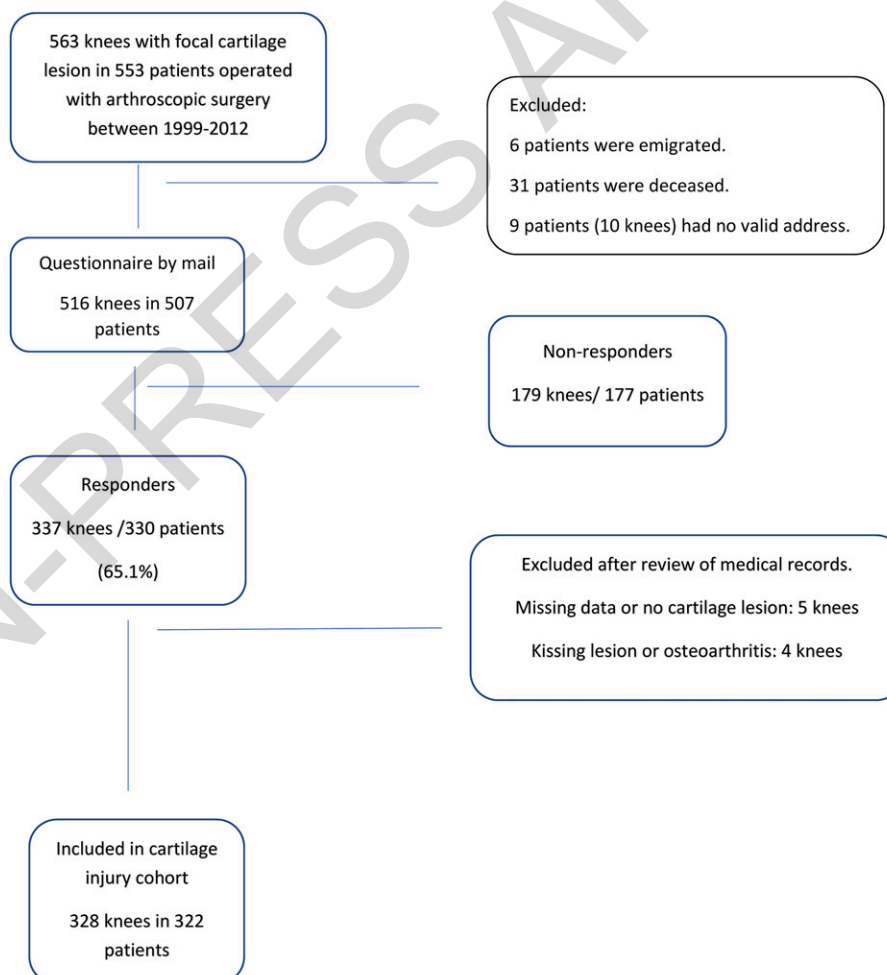 563 knees with focal cartilage
lesion in 553 patients operated
with arthroscopic surgery
between 1999-2012
Excluded:
6 patients were emigrated.
31 patients were deceased.
9 patients (10 knees) had no valid address.
Questionnaire by mail
516 knees in 507
patients
Non-responders
179 knees/ 177 patients
Responders
337 knees /330 patients
(65.1%)
Excluded after review of medical records.
Missing data or no cartilage lesion: 5 knees
Kissing lesion or osteoarthritis: 4 knees
Included in cartilage
injury cohort
328 knees in 322
patients